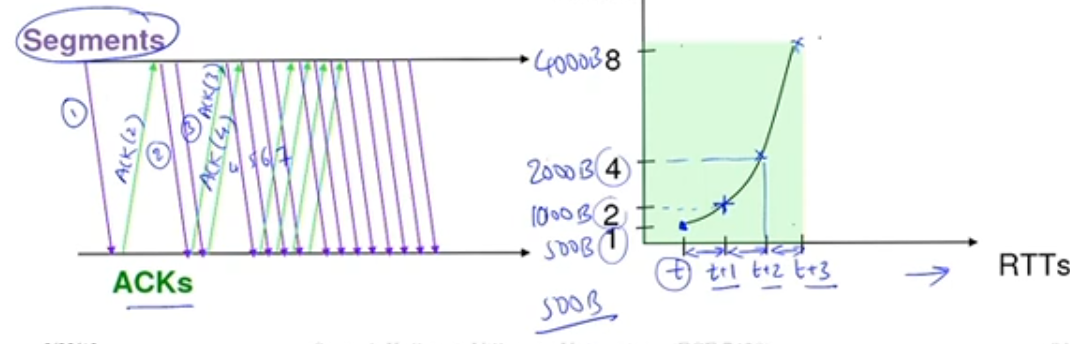 Segments
1
ACK(2)
2
3
ACK(3)
ACK(4)
5 6 7
ACKs
4000B 8
2000B 4
1000B 2
500B 1
t t+1 t+2 t+3
RTTs
500B